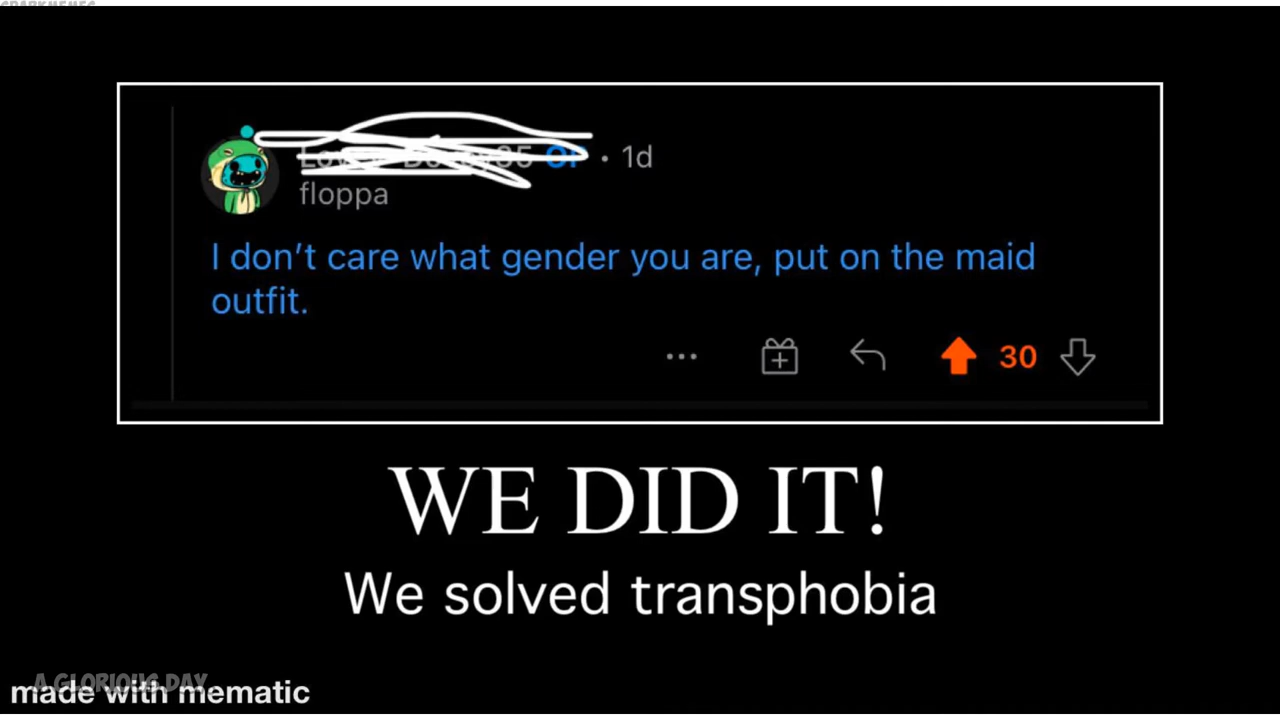 · 1d
floppa
I don't care what gender you are, put on the maid
outfit.
30
WE DID IT!
We solved transphobia
A GLORIOUS DAY
made with mematic